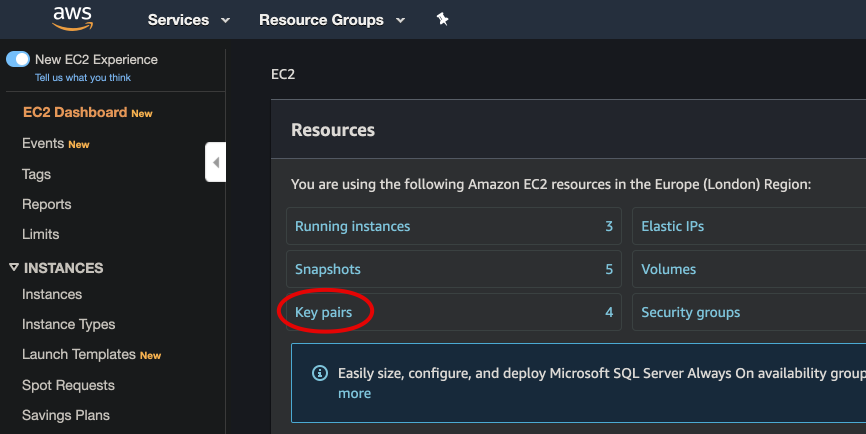 aws
Services
Resource Groups
New EC2 Experience
Tell us what you think
EC2 Dashboard New
Events New
Tags
Reports
Limits
INSTANCES
Instances
Instance Types
Launch Templates New
Spot Requests
Savings Plans
EC2
Resources
You are using the following Amazon EC2 resources in the Europe (London) Region:
Running instances 3
Elastic IPs
Snapshots 5
Volumes
Key pairs 4
Security groups
Easily size, configure, and deploy Microsoft SQL Server Always On availability group
more